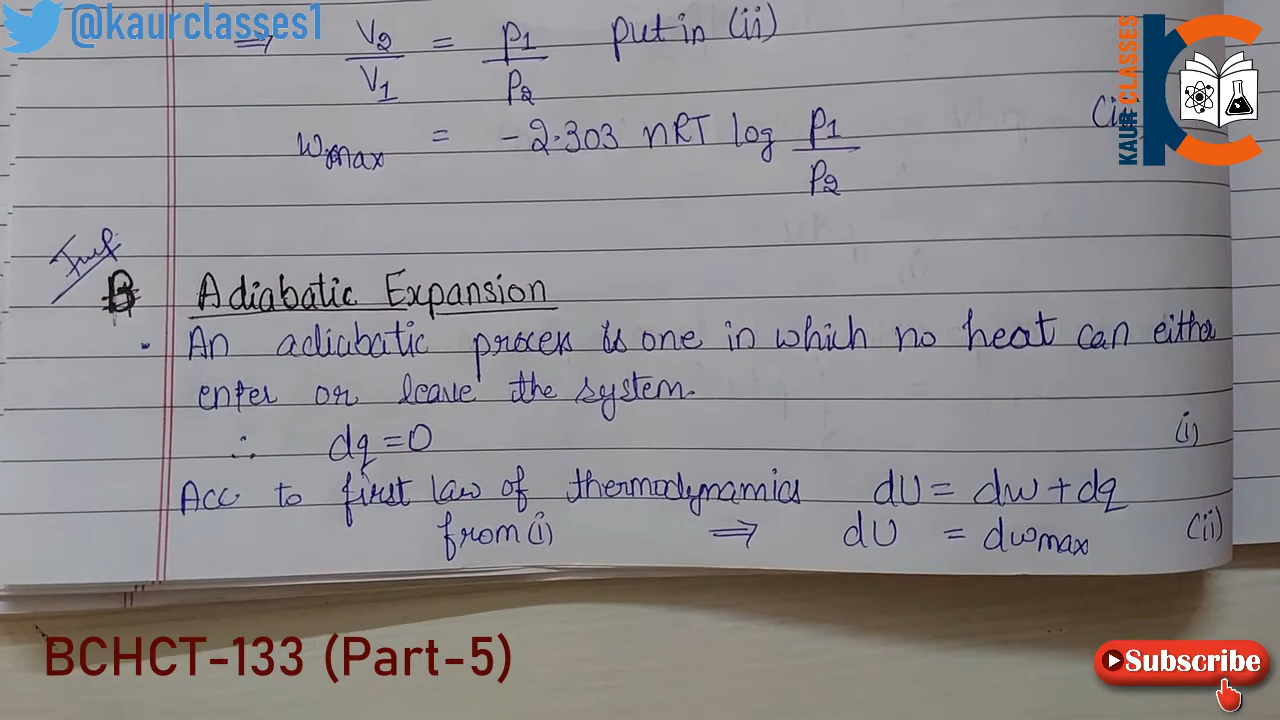 @kaurclasses1
⇒ V2/V1 = P1/P2 put in (ii)
Wmax = -2.303 nRT log P1/P2
KAUR CLASSES
B Adiabatic Expansion
· An adiabatic process is one in which no heat can either
enter or leave the system.
∴ dq = 0 (i)
Acc to first law of thermodynamics dU = dw + dq
from (i) ⇒ dU = dwmax (ii)
BCHCT-133 (Part-5)
Subscribe